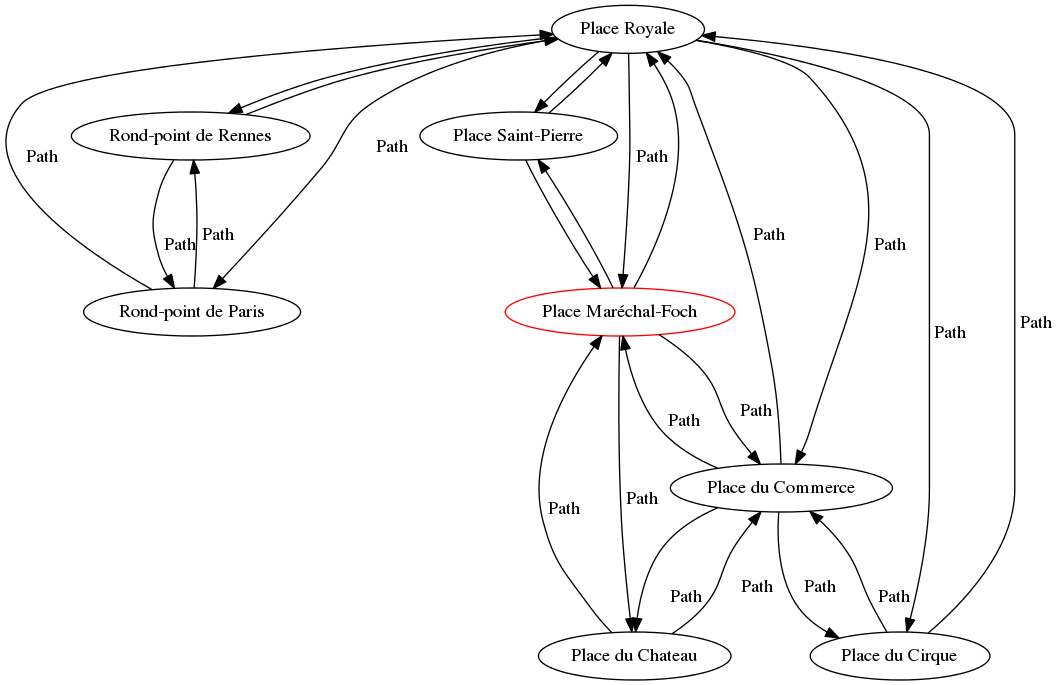 Place Royale
Rond-point de Rennes
Place Saint-Pierre
Path
Path
Path
Path
Path
Path
Path
Rond-point de Paris
Place Maréchal-Foch
Path
Path
Path
Path
Place du Commerce
Path
Path
Path
Path
Path
Path
Place du Chateau
Place du Cirque